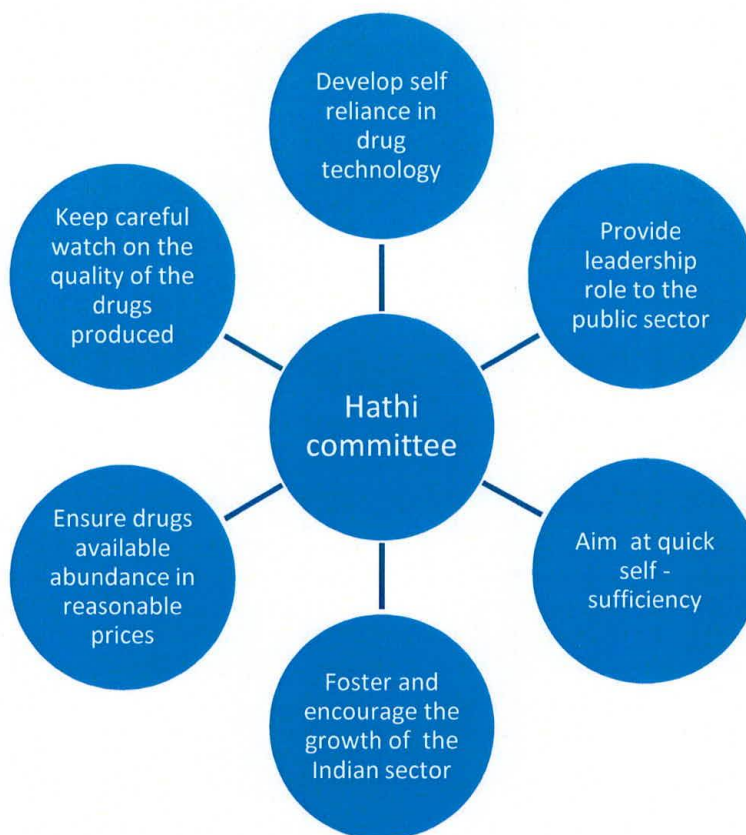 Develop self
reliance in
drug
technology
Keep careful
watch on the
quality of the
drugs
produced
Provide
leadership
role to the
public sector
Hathi
committee
Ensure drugs
available
abundance in
reasonable
prices
Aim at quick
self -
sufficiency
Foster and
encourage the
growth of the
Indian sector